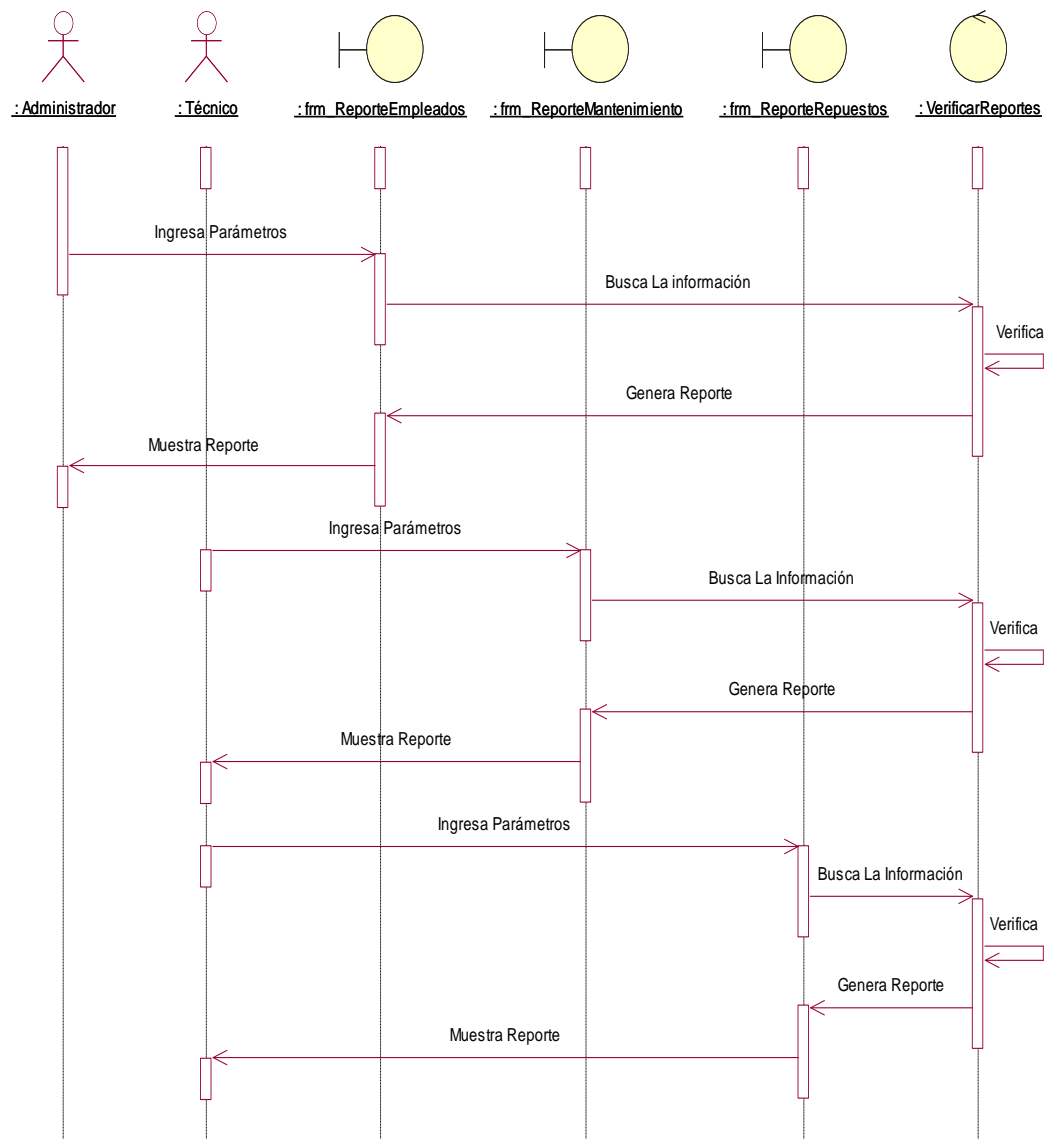 : Administrador
: Técnico
: frm_ReporteEmpleados
: frm_ReporteMantenimiento
: frm_ReporteRepuestos
: VerificarReportes
Ingresa Parámetros
Busca La información
Verifica
Genera Reporte
Muestra Reporte
Ingresa Parámetros
Busca La Información
Verifica
Genera Reporte
Muestra Reporte
Ingresa Parámetros
Busca La Información
Verifica
Genera Reporte
Muestra Reporte